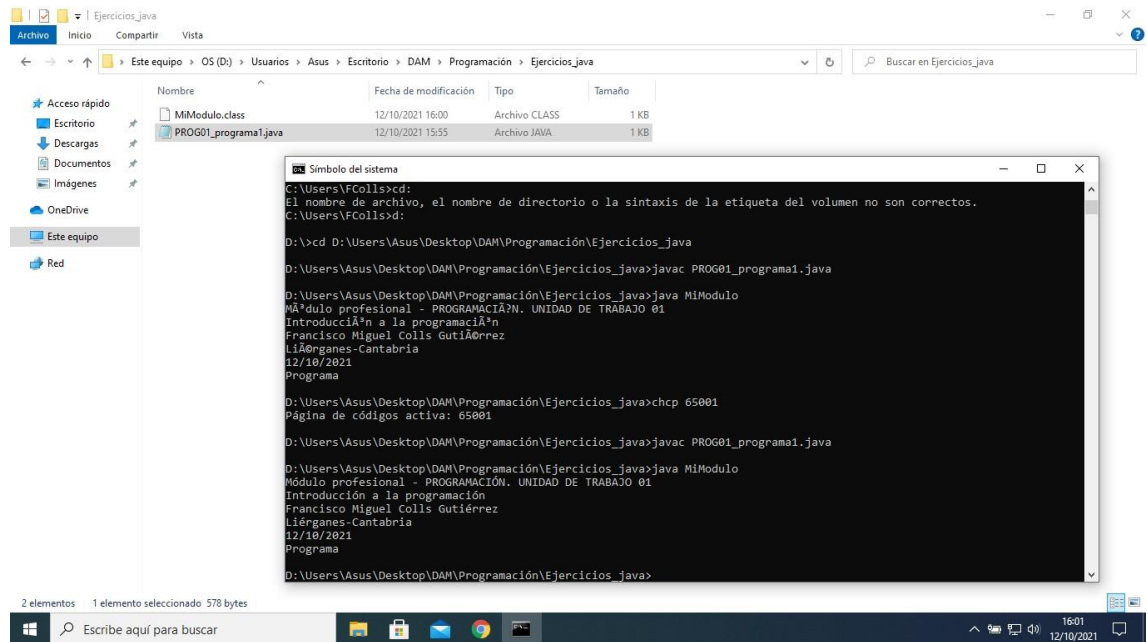 Ejercicios_java
Archivo Inicio Compartir Vista
Este equipo > OS (D:) > Usuarios > Asus > Escritorio > DAM > Programación > Ejercicios_java
Buscar en Ejercicios_java
Acceso rápido
Escritorio
Descargas
Documentos
Imágenes
OneDrive
Este equipo
Red
Nombre Fecha de modificación Tipo Tamaño
MiModulo.class 12/10/2021 16:00 Archivo CLASS 1 KB
PROG01_programa1.java 12/10/2021 15:55 Archivo JAVA 1 KB
Símbolo del sistema
C:\Users\FColls>cd:
El nombre de archivo, el nombre de directorio o la sintaxis de la etiqueta del volumen no son correctos.
C:\Users\FColls>d:
D:\>cd D:\Users\Asus\Desktop\DAM\Programación\Ejercicios_java
D:\Users\Asus\Desktop\DAM\Programación\Ejercicios_java>javac PROG01_programa1.java
D:\Users\Asus\Desktop\DAM\Programación\Ejercicios_java>java MiModulo
MÃ³dulo profesional - PROGRAMACIÃ?N. UNIDAD DE TRABAJO 01
IntroducciÃ³n a la programaciÃ³n
Francisco Miguel Colls GutiÃ©rrez
LiÃ©rganes-Cantabria
12/10/2021
Programa
D:\Users\Asus\Desktop\DAM\Programación\Ejercicios_java>chcp 65001
Página de códigos activa: 65001
D:\Users\Asus\Desktop\DAM\Programación\Ejercicios_java>javac PROG01_programa1.java
D:\Users\Asus\Desktop\DAM\Programación\Ejercicios_java>java MiModulo
Módulo profesional - PROGRAMACIÓN. UNIDAD DE TRABAJO 01
Introducción a la programación
Francisco Miguel Colls Gutiérrez
Liérganes-Cantabria
12/10/2021
Programa
D:\Users\Asus\Desktop\DAM\Programación\Ejercicios_java>
2 elementos 1 elemento seleccionado 578 bytes
Escribe aquí para buscar
16:01
12/10/2021